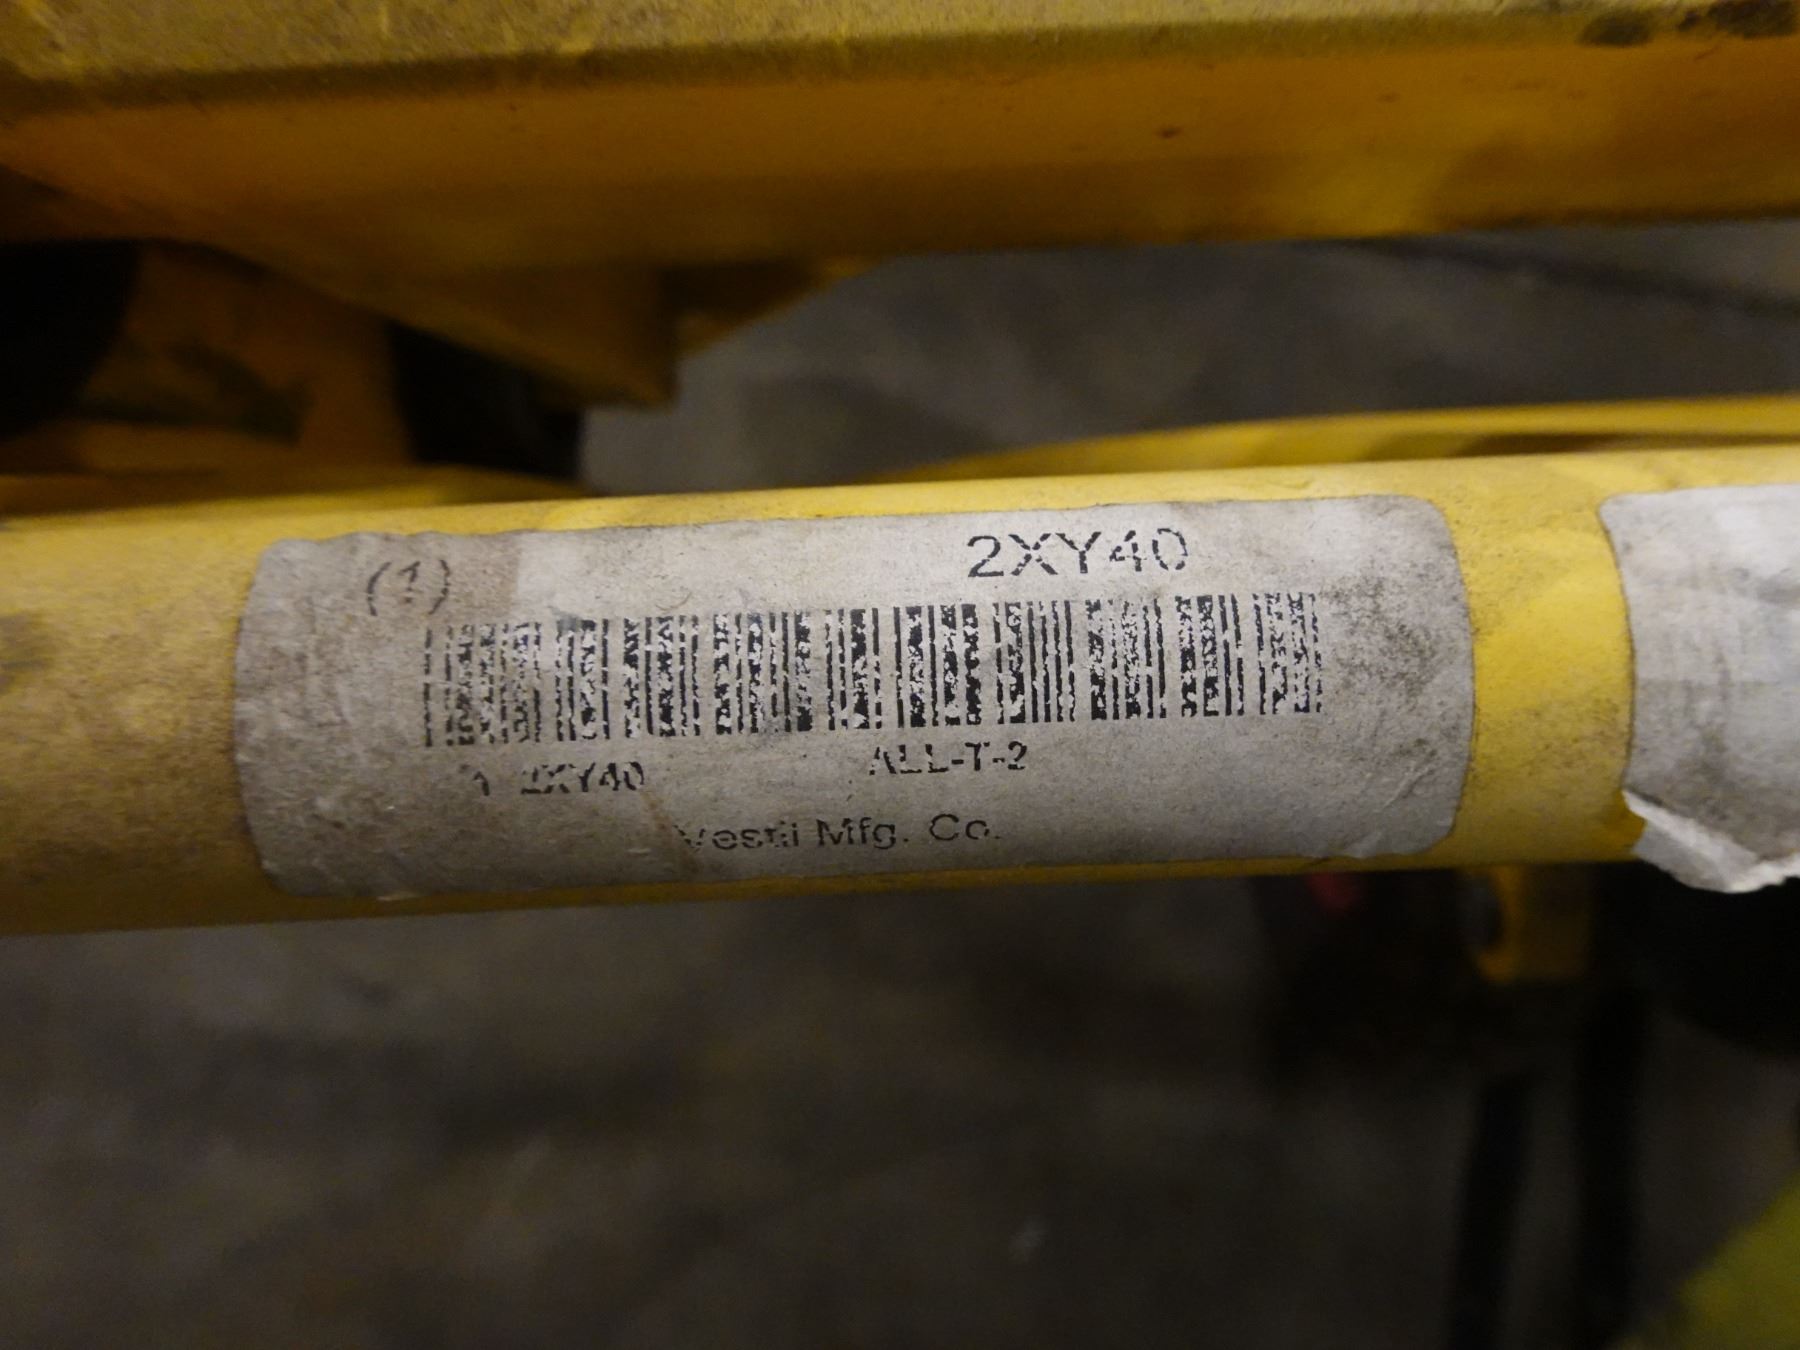 2XY40
(1)
1 2XY40
ALL-T-2
Vestil Mfg. Co.